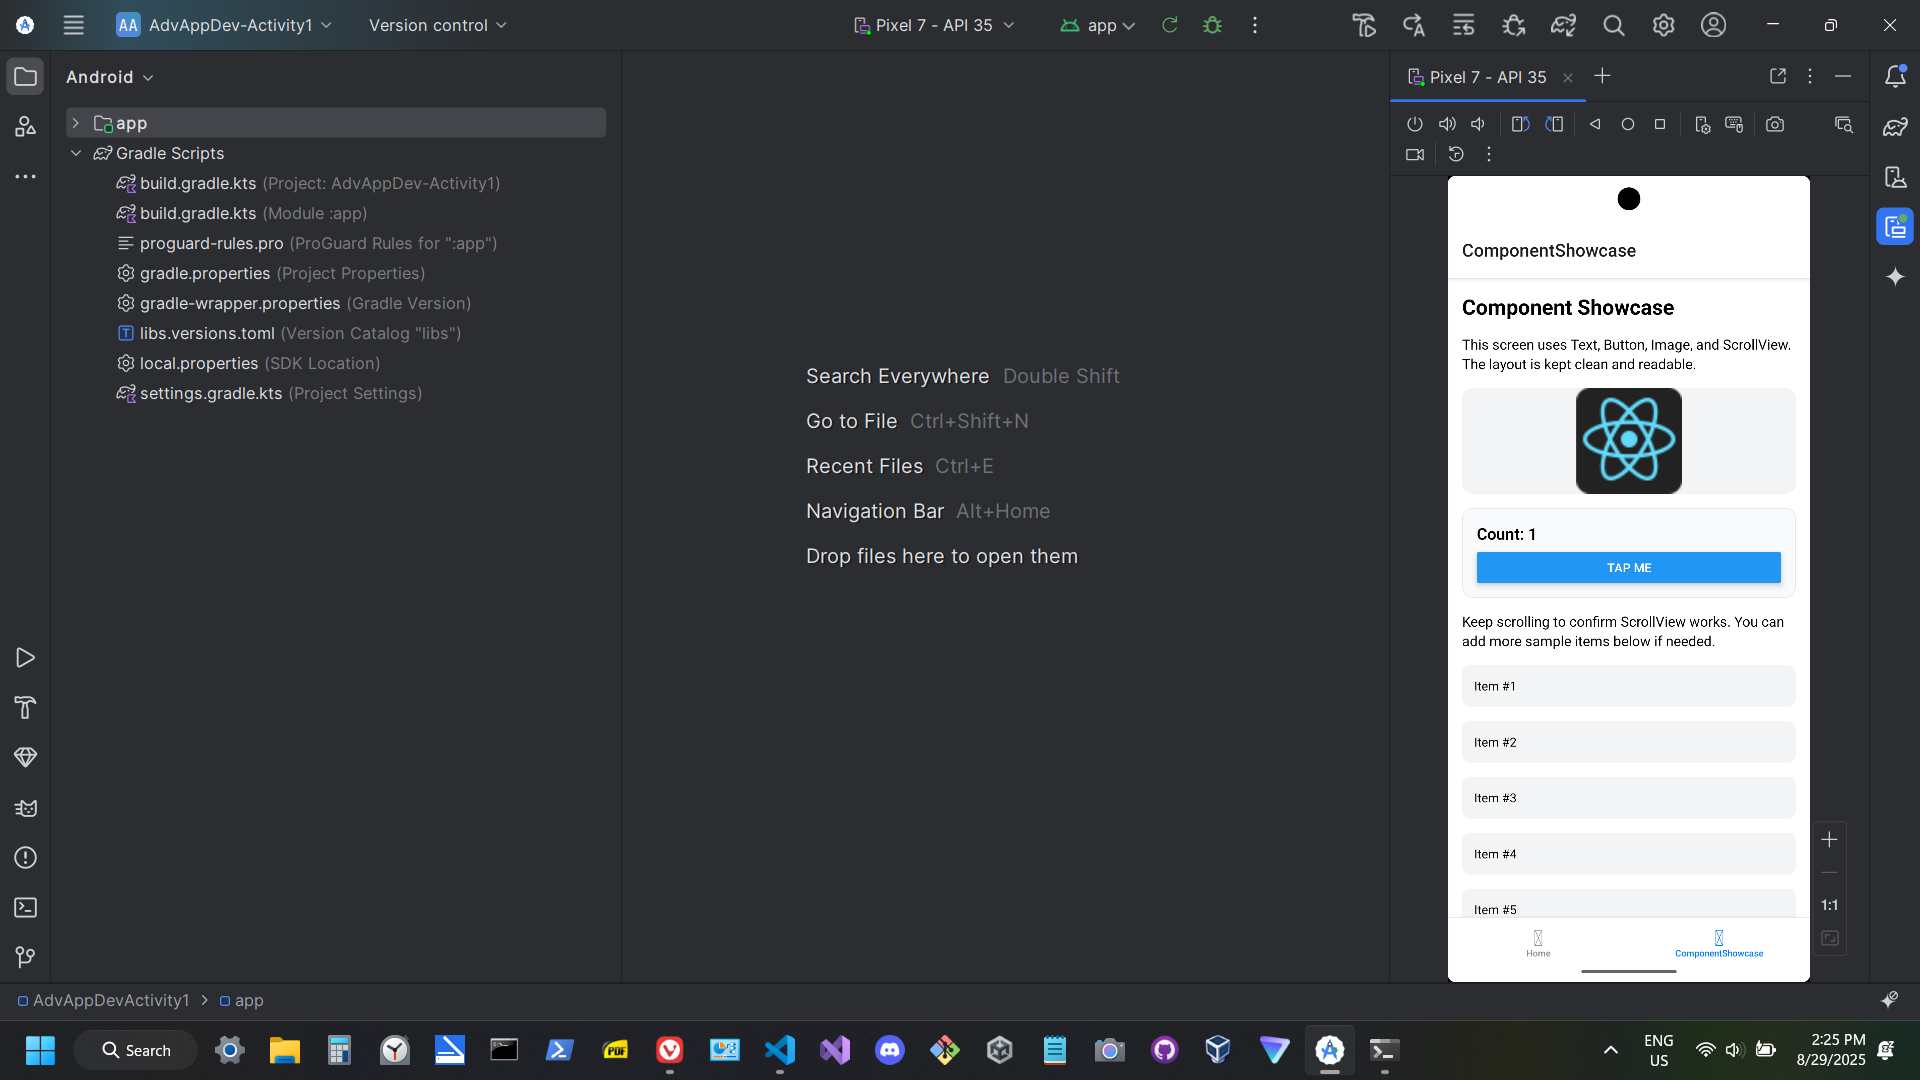 AA AdvAppDev-Activity1
Version control
Pixel 7 - API 35
app
Android
app
Gradle Scripts
build.gradle.kts (Project: AdvAppDev-Activity1)
build.gradle.kts (Module :app)
proguard-rules.pro (ProGuard Rules for ":app")
gradle.properties (Project Properties)
gradle-wrapper.properties (Gradle Version)
libs.versions.toml (Version Catalog "libs")
local.properties (SDK Location)
settings.gradle.kts (Project Settings)
Search Everywhere Double Shift
Go to File Ctrl+Shift+N
Recent Files Ctrl+E
Navigation Bar Alt+Home
Drop files here to open them
Pixel 7 - API 35
ComponentShowcase
Component Showcase
This screen uses Text, Button, Image, and ScrollView.
The layout is kept clean and readable.
Count: 1
TAP ME
Keep scrolling to confirm ScrollView works. You can
add more sample items below if needed.
Item #1
Item #2
Item #3
Item #4
Item #5
Home
ComponentShowcase
1:1
AdvAppDevActivity1 > app
Search
PDF
ENG
US
2:25 PM
8/29/2025